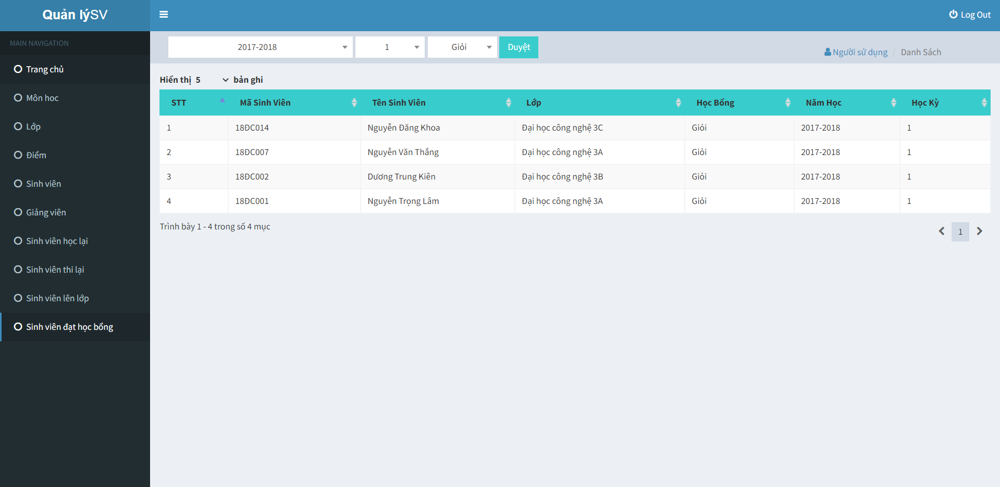 Quản lýSV
Log Out
MAIN NAVIGATION
Trang chủ
Môn hoc
Lớp
Điểm
Sinh viên
Giảng viên
Sinh viên học lại
Sinh viên thi lại
Sinh viên lên lớp
Sinh viên đạt học bổng
2017-2018 1 Giỏi Duyệt
Người sử dụng / Danh Sách
Hiển thị 5 bản ghi
STT Mã Sinh Viên Tên Sinh Viên Lớp Học Bổng Năm Học Học Kỳ
1 18ĐC014 Nguyễn Đăng Khoa Đại học công nghệ 3C Giỏi 2017-2018 1
2 18ĐC007 Nguyễn Văn Thắng Đại học công nghệ 3A Giỏi 2017-2018 1
3 18ĐC002 Dương Trung Kiên Đại học công nghệ 3B Giỏi 2017-2018 1
4 18ĐC001 Nguyễn Trọng Lâm Đại học công nghệ 3A Giỏi 2017-2018 1
Trình bày 1 - 4 trong số 4 mục
1